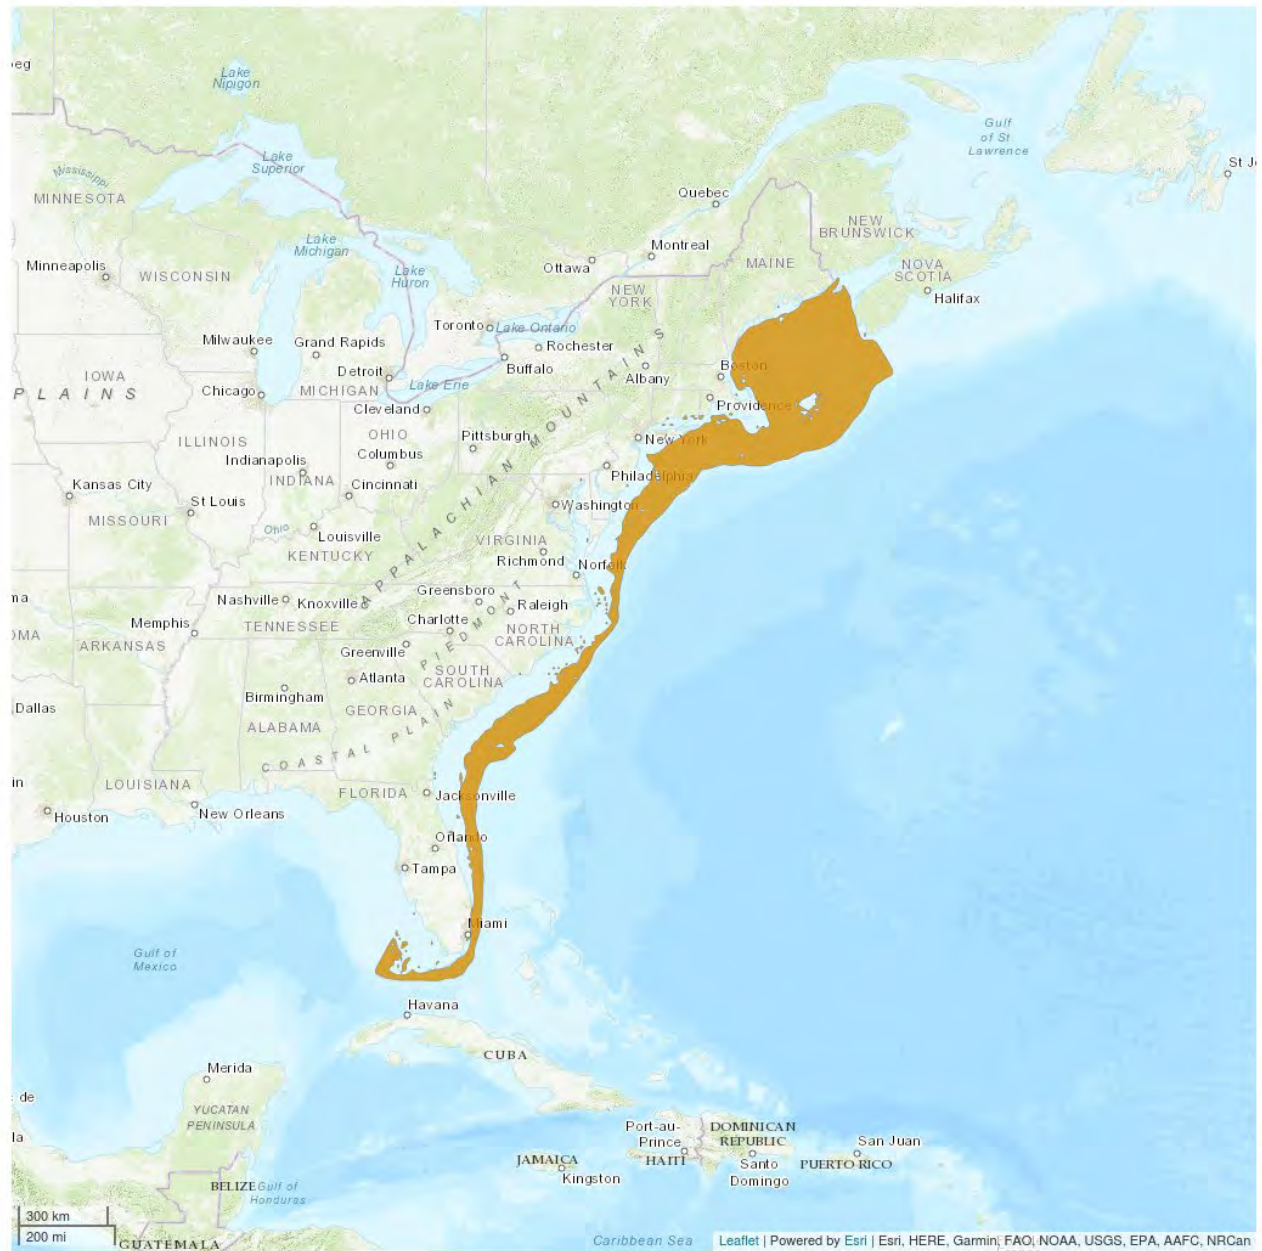 eg
Lake
Nipigon
Gulf
of St
Lawrence
Lake
Superior
St J
Mississippi
MINNESOTA
Quebec
NEW
BRUNSWICK
Lake
Michigan
Montreal
Minneapolis
WISCONSIN
Lake
Huron
Ottawa
MAINE
NOVA
SCOTIA
NEW
YORK
Halifax
Toronto
Lake Ontario
Milwaukee
Grand Rapids
Rochester
Buffalo
Boston
IOWA
Detroit
Albany
PLAINS
Chicago
MICHIGAN
Lake Erie
Cleveland
Providence
ILLINOIS
OHIO
Pittsburgh
New York
Indianapolis
Columbus
INDIANA
Philadelphia
Kansas City
Cincinnati
St Louis
Washington
MISSOURI
Ohio
Louisville
APPALACHIAN MOUNTAINS
VIRGINIA
KENTUCKY
Richmond
Norfolk
ma
Nashville
Knoxville
Greensboro
Raleigh
Memphis
TENNESSEE
Charlotte
PIEDMONT
NORTH
CAROLINA
OMA
ARKANSAS
Greenville
SOUTH
CAROLINA
Atlanta
Birmingham
Dallas
GEORGIA
ALABAMA
COASTAL PLAIN
in
LOUISIANA
FLORIDA
Jacksonville
Houston
New Orleans
Orlando
Tampa
Miami
Gulf of
Mexico
Havana
CUBA
Merida
de
YUCATAN
PENINSULA
la
Port-au-
Prince
DOMINICAN
REPUBLIC
San Juan
JAMAICA
HAITI
Santo
Domingo
PUERTO RICO
Kingston
BELIZE
Gulf of
Honduras
300 km
200 mi
GUATEMALA
Caribbean Sea
Leaflet | Powered by Esri | Esri, HERE, Garmin, FAO, NOAA, USGS, EPA, AAFC, NRCan